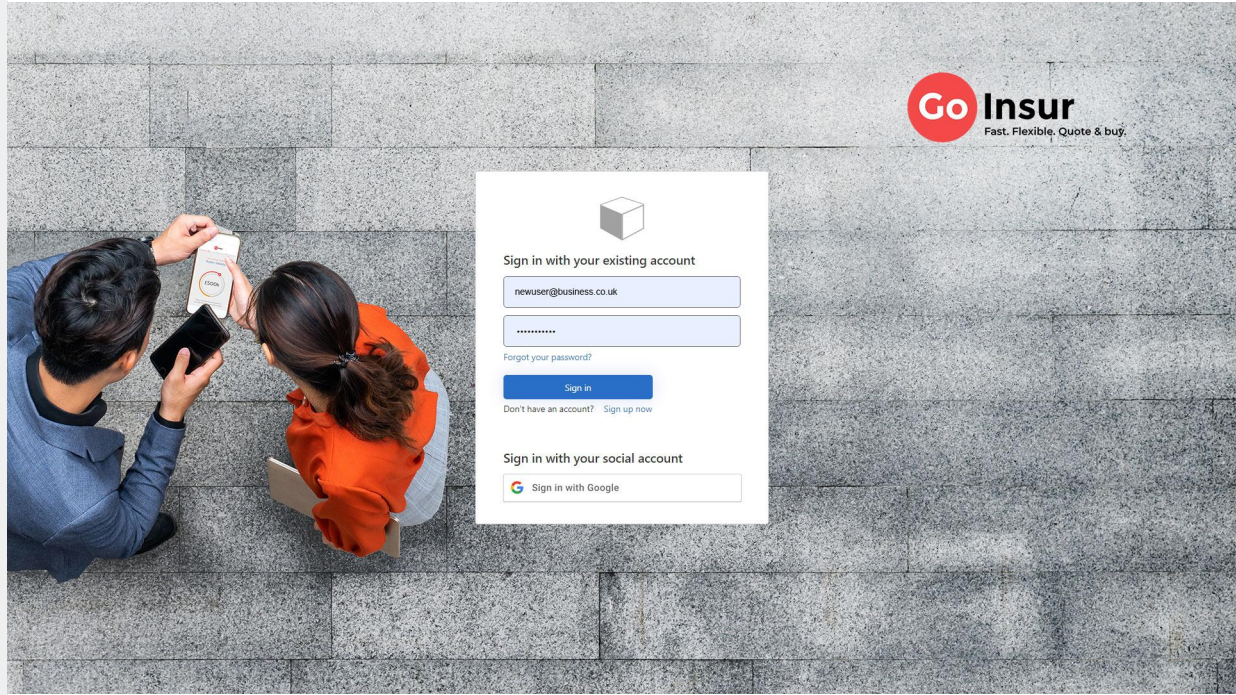 Go Insur
Fast. Flexible. Quote & buy.
Sign in with your existing account
newuser@business.co.uk
•••••••••••
Forgot your password?
Sign in
Don't have an account? Sign up now
Sign in with your social account
Sign in with Google